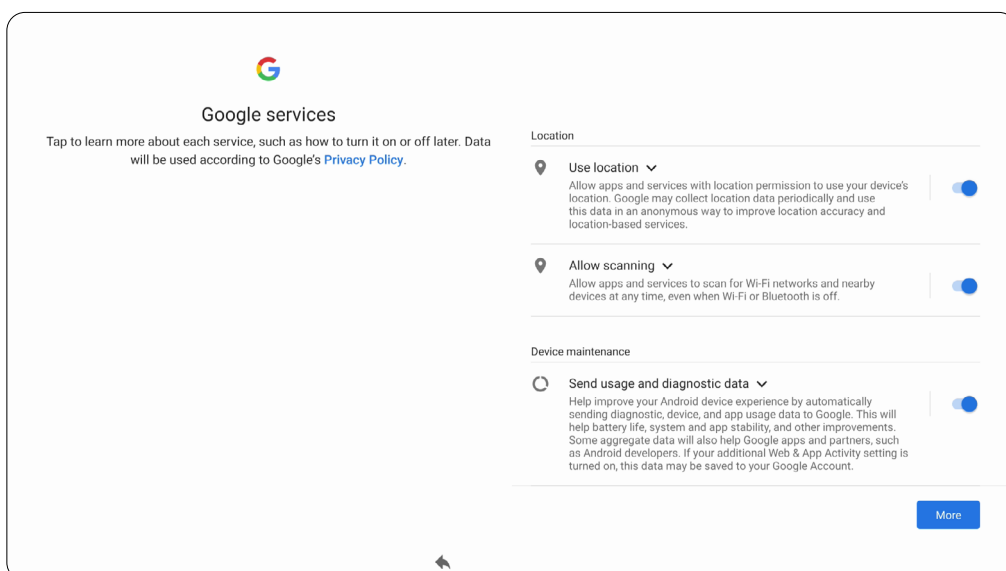 Google services
Tap to learn more about each service, such as how to turn it on or off later. Data
will be used according to Google's Privacy Policy.
Location
Use location
Allow apps and services with location permission to use your device's
location. Google may collect location data periodically and use
this data in an anonymous way to improve location accuracy and
location-based services.
Allow scanning
Allow apps and services to scan for Wi-Fi networks and nearby
devices at any time, even when Wi-Fi or Bluetooth is off.
Device maintenance
Send usage and diagnostic data
Help improve your Android device experience by automatically
sending diagnostic, device, and app usage data to Google. This will
help battery life, system and app stability, and other improvements.
Some aggregate data will also help Google apps and partners, such
as Android developers. If your additional Web & App Activity setting is
turned on, this data may be saved to your Google Account.
More